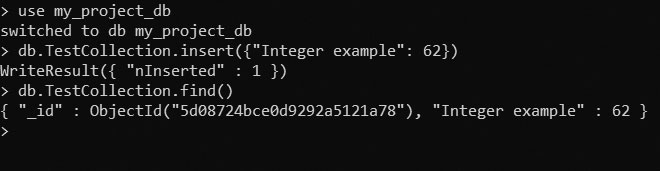 > use my_project_db
switched to db my_project_db
> db.TestCollection.insert({"Integer example": 62})
WriteResult({ "nInserted" : 1 })
> db.TestCollection.find()
{ "_id" : ObjectId("5d08724bce0d9292a5121a78"), "Integer example" : 62 }
>